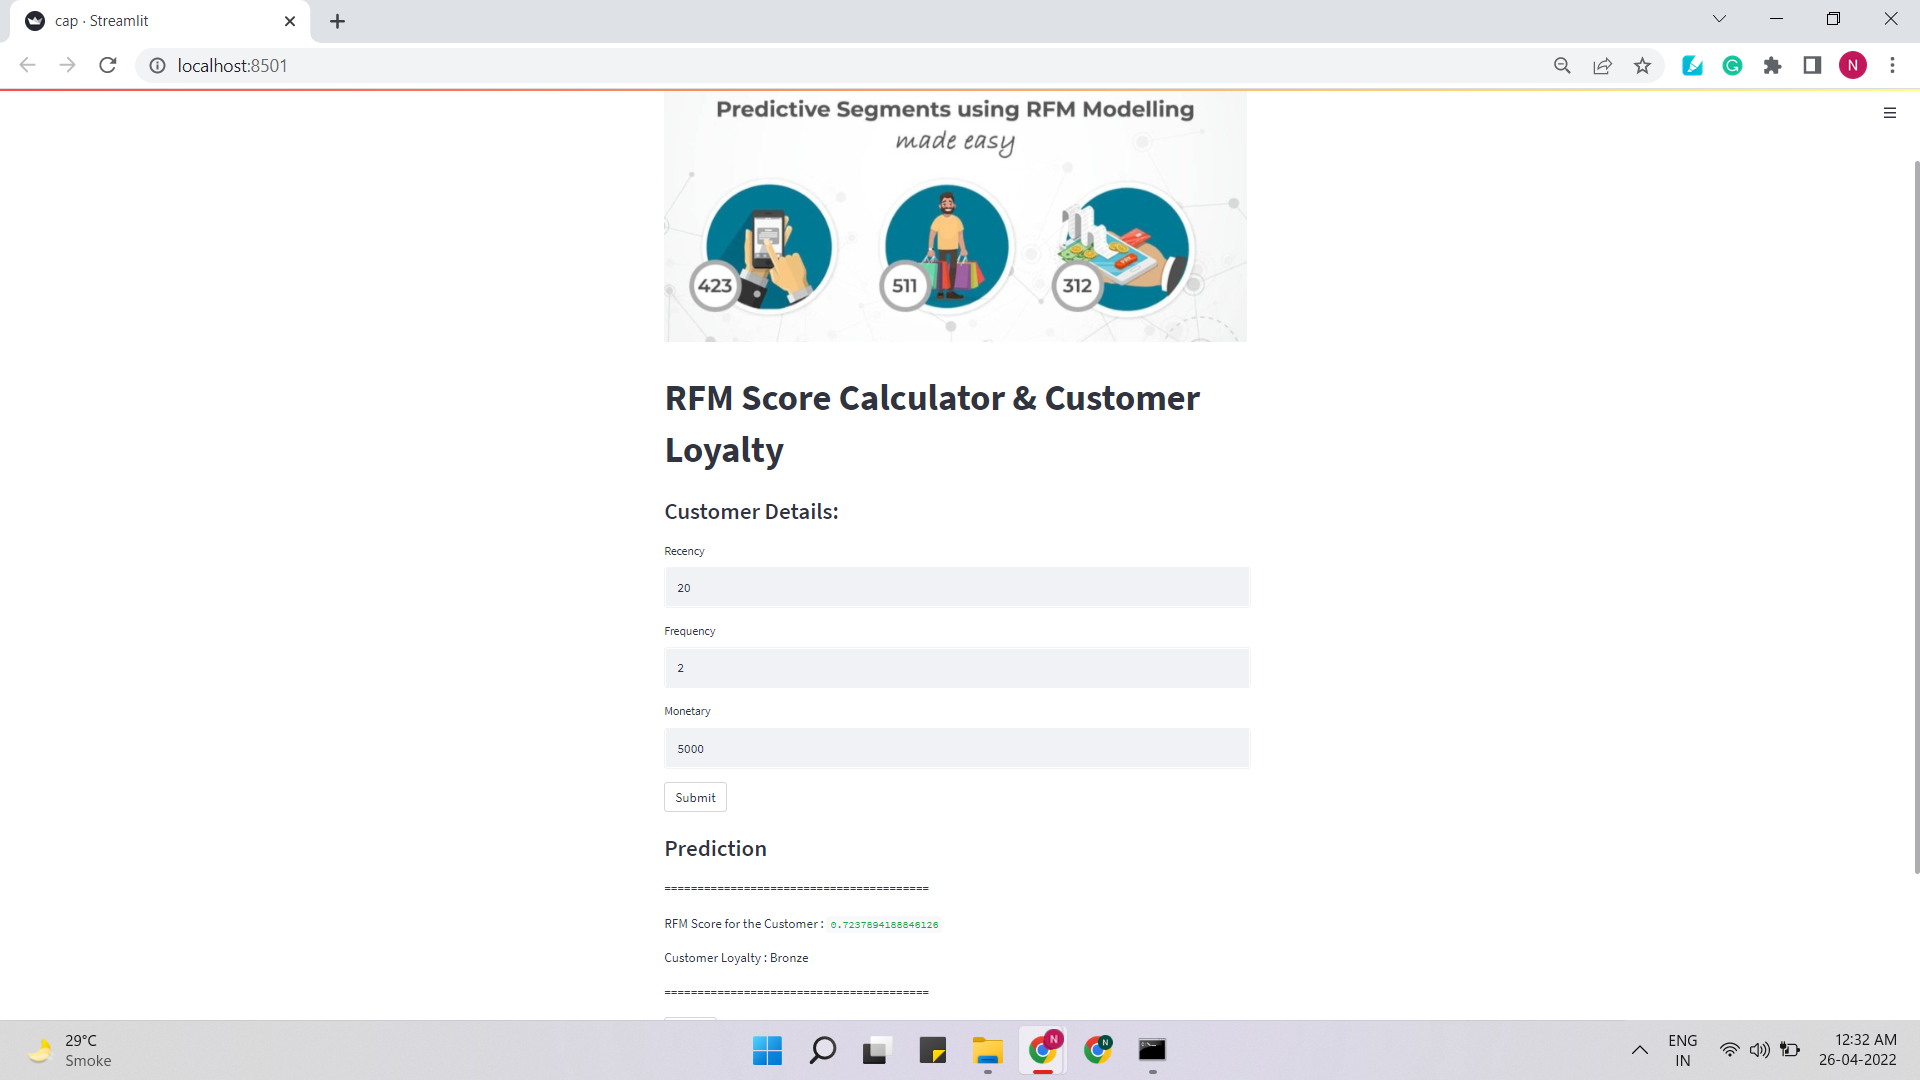 cap · Streamlit
localhost:8501
N
Predictive Segments using RFM Modelling
made easy
423
511
312
RFM Score Calculator & Customer
Loyalty
Customer Details:
Recency
20
Frequency
2
Monetary
5000
Submit
Prediction
========================================
RFM Score for the Customer : 0.7237894188846126
Customer Loyalty : Bronze
========================================
29°C
Smoke
N
N
ENG
IN
12:32 AM
26-04-2022